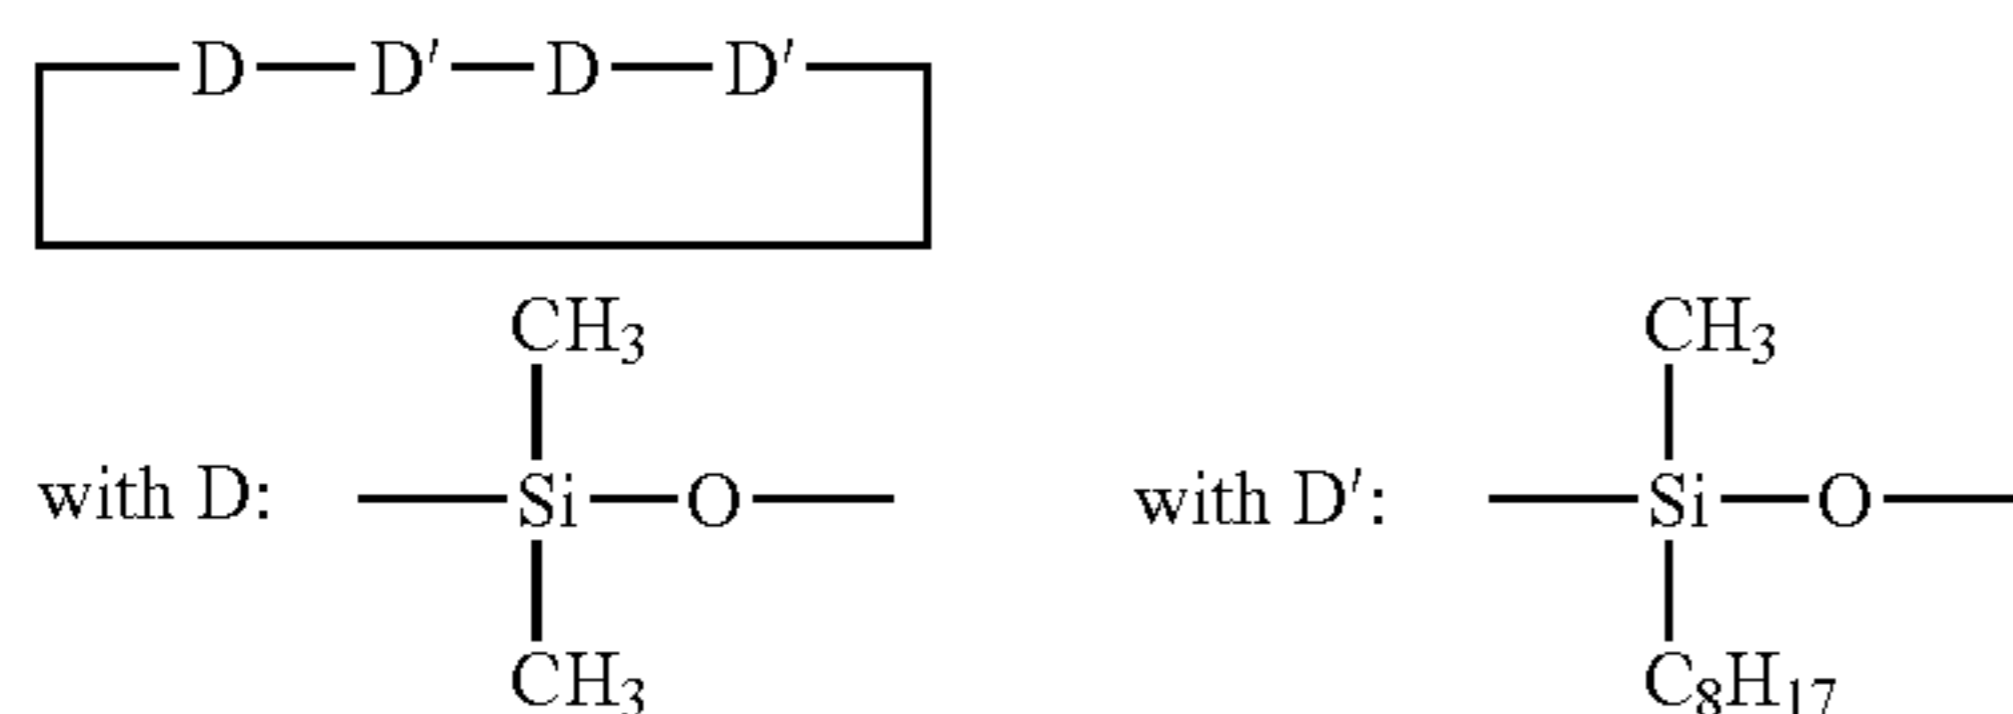 D — D′ — D — D′
CH₃ CH₃
with D: — Si — O — with D′: — Si — O —
CH₃ C₈H₁₇